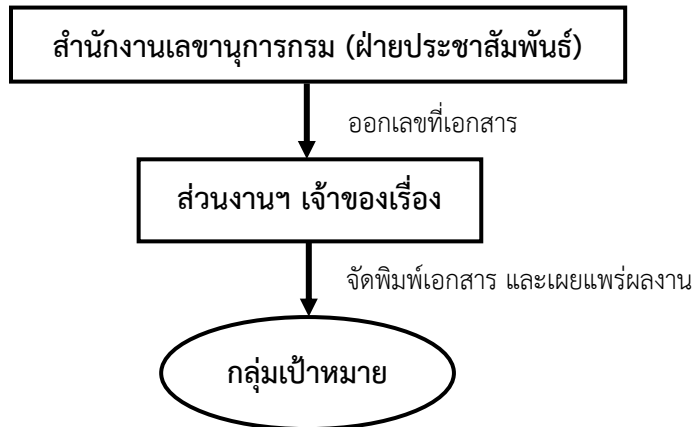 สำนักงานเลขานุการกรม (ฝ่ายประชาสัมพันธ์)
ออกเลขที่เอกสาร
ส่วนงานฯ เจ้าของเรื่อง
จัดพิมพ์เอกสาร และเผยแพร่ผลงาน
กลุ่มเป้าหมาย